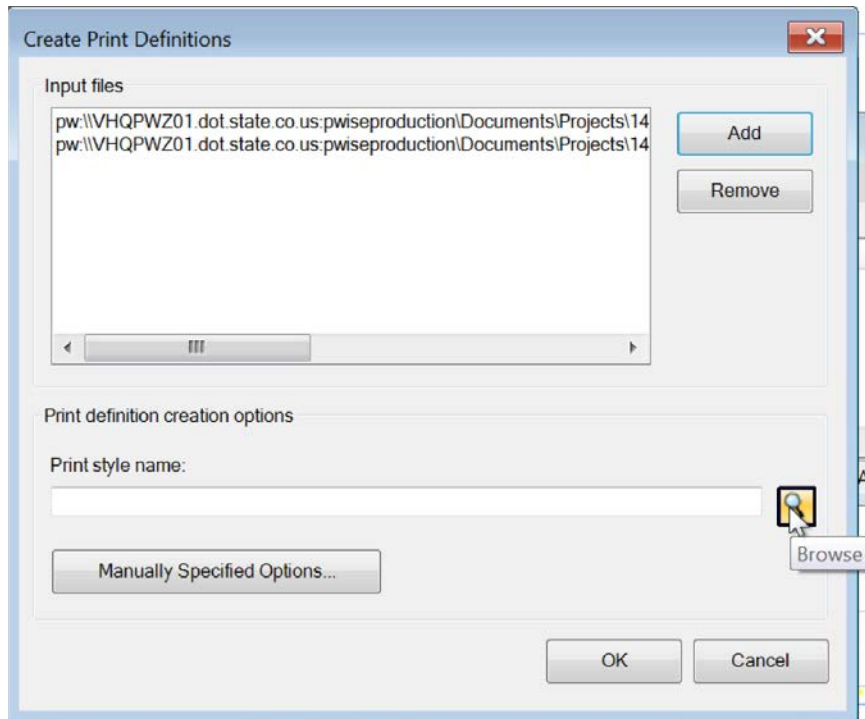 Create Print Definitions
Input files
pw:\\VHQPWZ01.dot.state.co.us:pwiseproduction\Documents\Projects\14
pw:\\VHQPWZ01.dot.state.co.us:pwiseproduction\Documents\Projects\14
Add
Remove
Print definition creation options
Print style name:
Browse
Manually Specified Options...
OK
Cancel